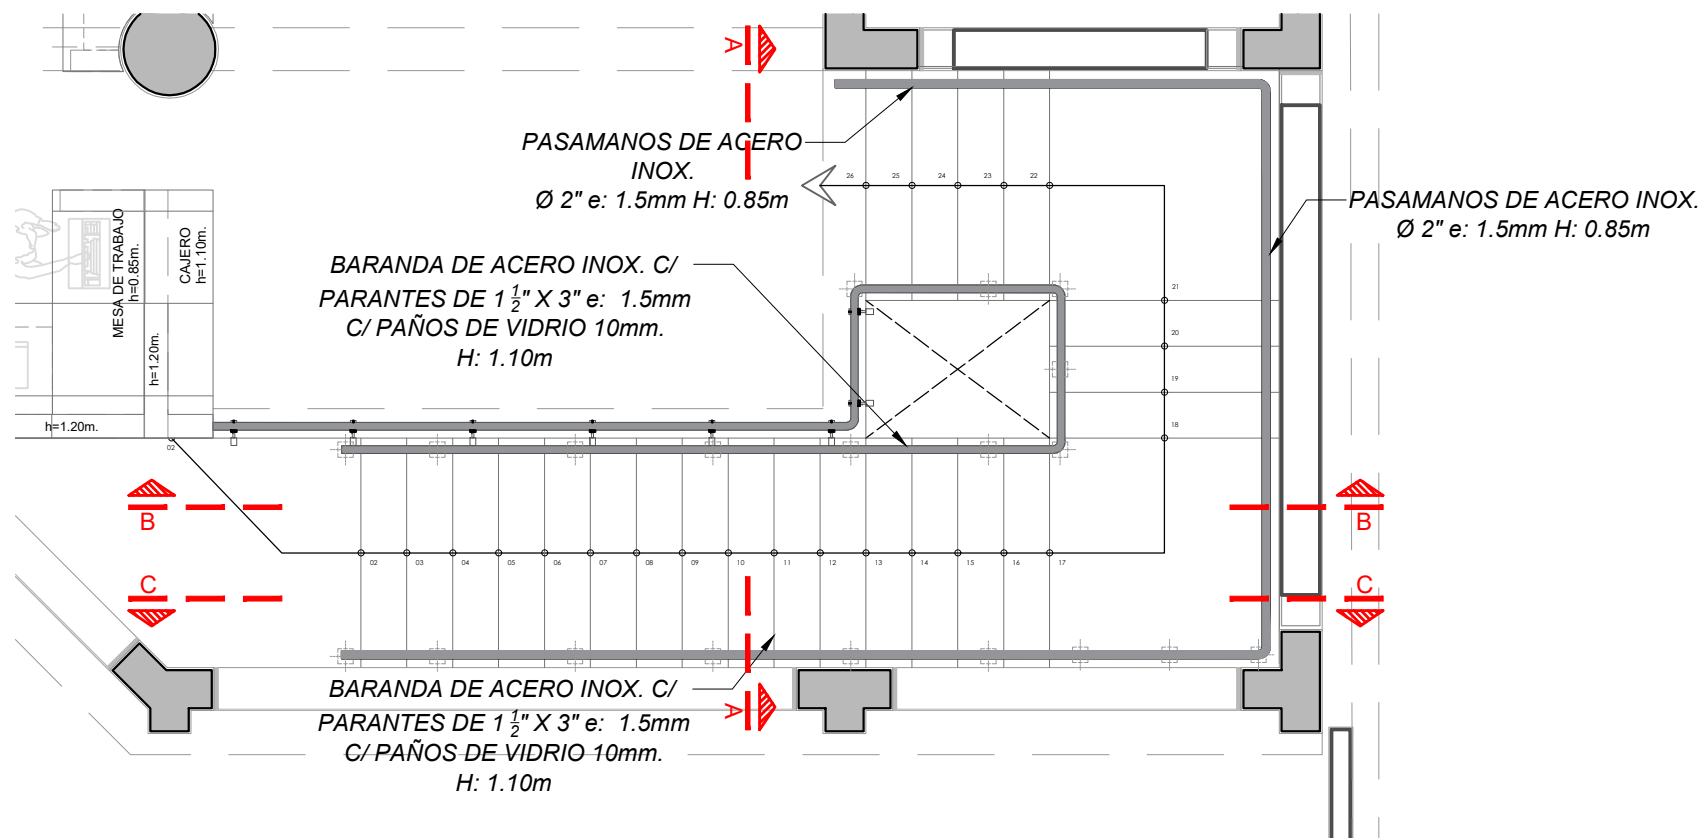 A
PASAMANOS DE ACERO
INOX.
Ø 2" e: 1.5mm H: 0.85m
26
25
24
23
22
PASAMANOS DE ACERO INOX.
Ø 2" e: 1.5mm H: 0.85m
MESA DE TRABAJO
h=0.85m.
CAJERO
h=1.10m.
h=1.20m.
h=1.20m.
02
BARANDA DE ACERO INOX. C/
PARANTES DE 1 1/2" X 3" e: 1.5mm
C/ PAÑOS DE VIDRIO 10mm.
H: 1.10m
21
20
19
18
B
B
02
03
04
05
06
07
08
09
10
11
12
13
14
15
16
17
C
C
BARANDA DE ACERO INOX. C/
PARANTES DE 1 1/2" X 3" e: 1.5mm
C/ PAÑOS DE VIDRIO 10mm.
H: 1.10m
A